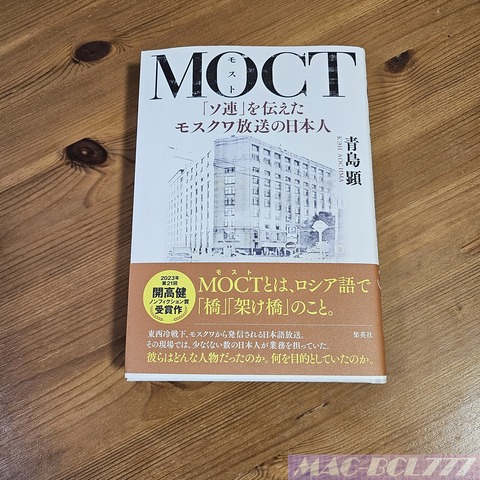 MOCT
モスト
「ソ連」を伝えた
モスクワ放送の日本人
青島 顕
KEN AOSHIMA
2023年
第21回
開高健
ノンフィクション賞
受賞作
モスト
MOCTとは、ロシア語で
「橋」「架け橋」のこと。
集英社
東西冷戦下、モスクワから発信される日本語放送。
その現場では、少なくない数の日本人が業務を担っていた。
彼らはどんな人物だったのか。何を目的としていたのか。
MAC-BCL777